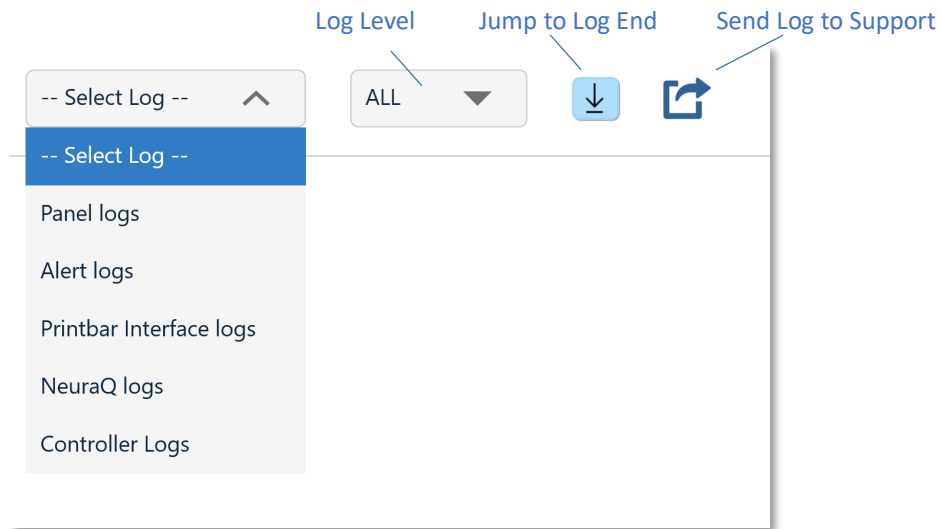 Log Level Jump to Log End Send Log to Support
-- Select Log -- ALL
-- Select Log --
Panel logs
Alert logs
Printbar Interface logs
NeuraQ logs
Controller Logs